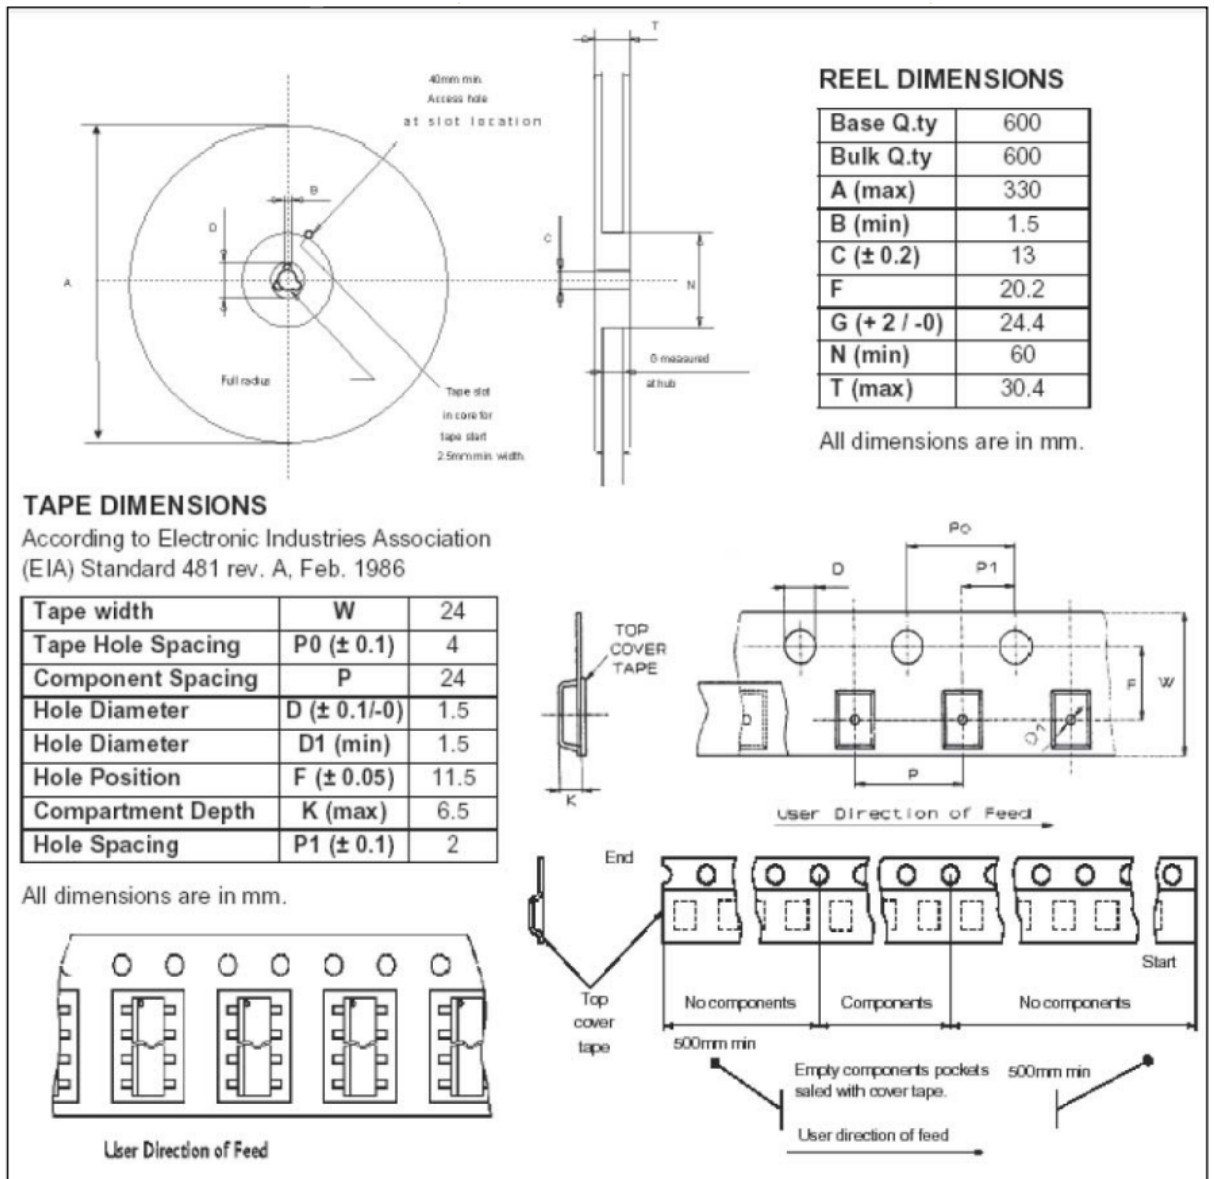 T
40mm min.
Access hole
at slot location
B
D
C
A
N
Full radius
G measured
at hub
Tape slot
in core for
tape start
2.5mm min. width.
REEL DIMENSIONS
Base Q.ty 600
Bulk Q.ty 600
A (max) 330
B (min) 1.5
C (± 0.2) 13
F 20.2
G (+ 2 / -0) 24.4
N (min) 60
T (max) 30.4
All dimensions are in mm.
TAPE DIMENSIONS
According to Electronic Industries Association
(EIA) Standard 481 rev. A, Feb. 1986
Tape width W 24
Tape Hole Spacing P0 (± 0.1) 4
Component Spacing P 24
Hole Diameter D (± 0.1/-0) 1.5
Hole Diameter D1 (min) 1.5
Hole Position F (± 0.05) 11.5
Compartment Depth K (max) 6.5
Hole Spacing P1 (± 0.1) 2
All dimensions are in mm.
P0
D
P1
TOP
COVER
TAPE
F
W
P
K
User Direction of Feed
End
Start
Top
cover
tape
No components
Components
No components
500mm min
Empty components pockets
saled with cover tape.
500mm min
User direction of feed
User Direction of Feed